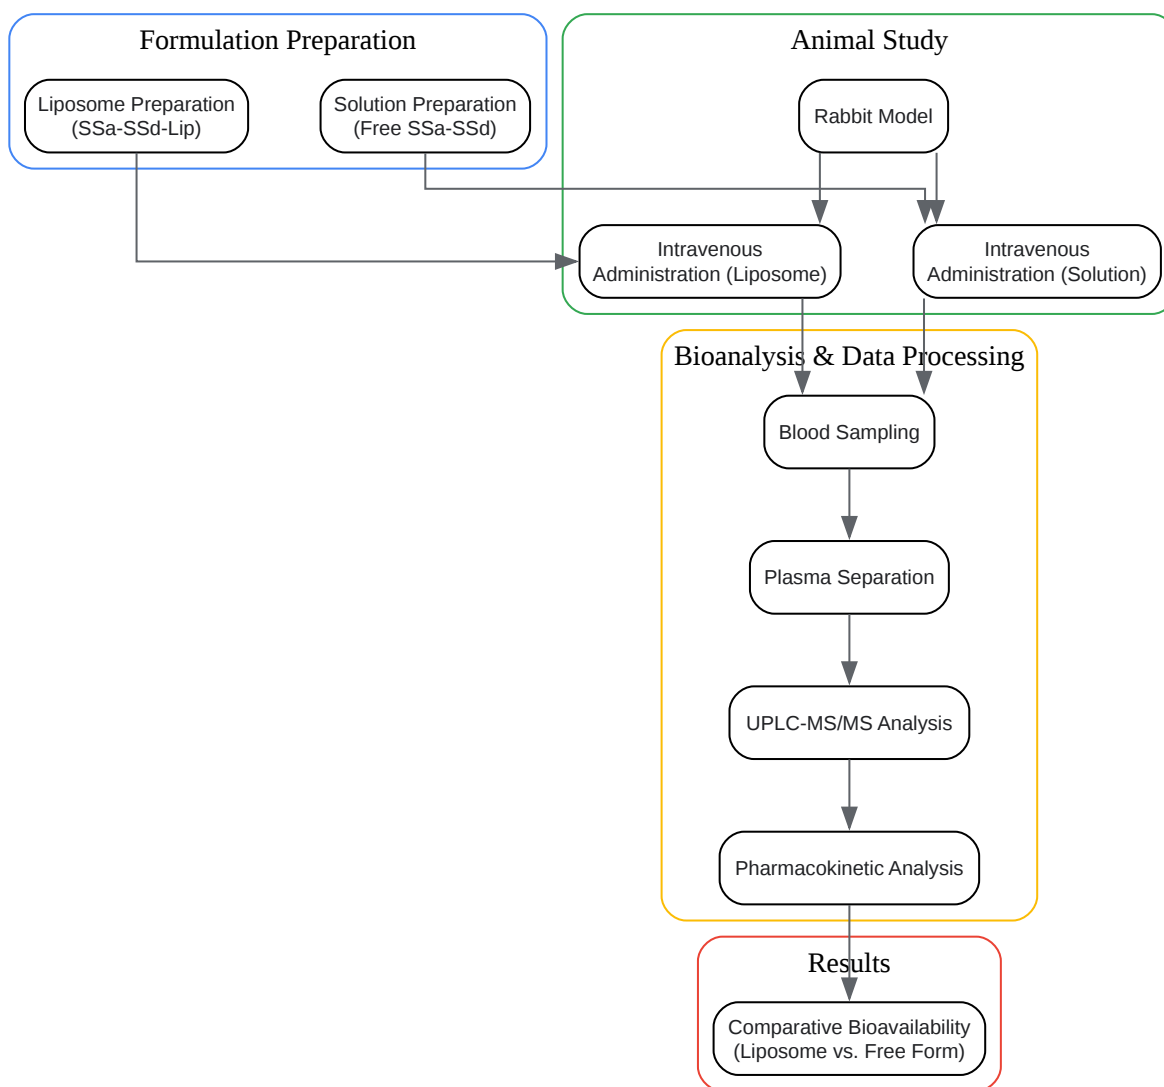 Formulation Preparation
Liposome Preparation
(SSa-SSd-Lip)
Solution Preparation
(Free SSa-SSd)
Animal Study
Rabbit Model
Intravenous
Administration (Liposome)
Intravenous
Administration (Solution)
Bioanalysis & Data Processing
Blood Sampling
Plasma Separation
UPLC-MS/MS Analysis
Pharmacokinetic Analysis
Results
Comparative Bioavailability
(Liposome vs. Free Form)